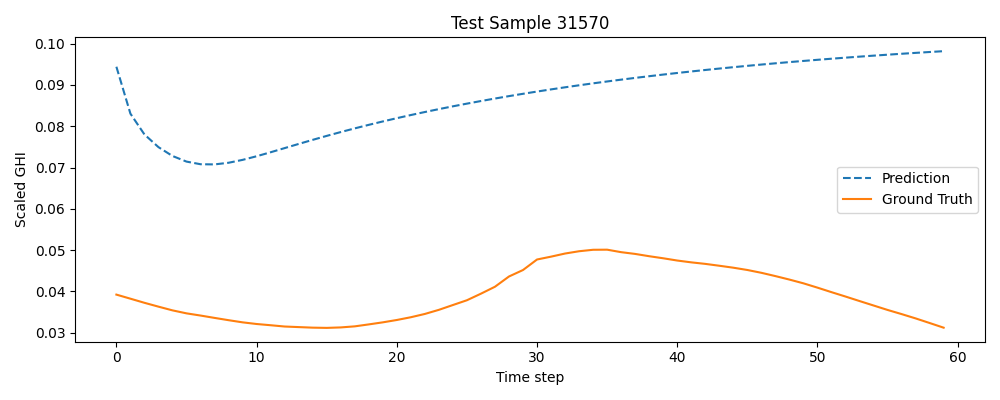 Test Sample 31570
Scaled GHI
0.10
0.09
0.08
0.07
0.06
0.05
0.04
0.03
Prediction
Ground Truth
0 10 20 30 40 50 60
Time step